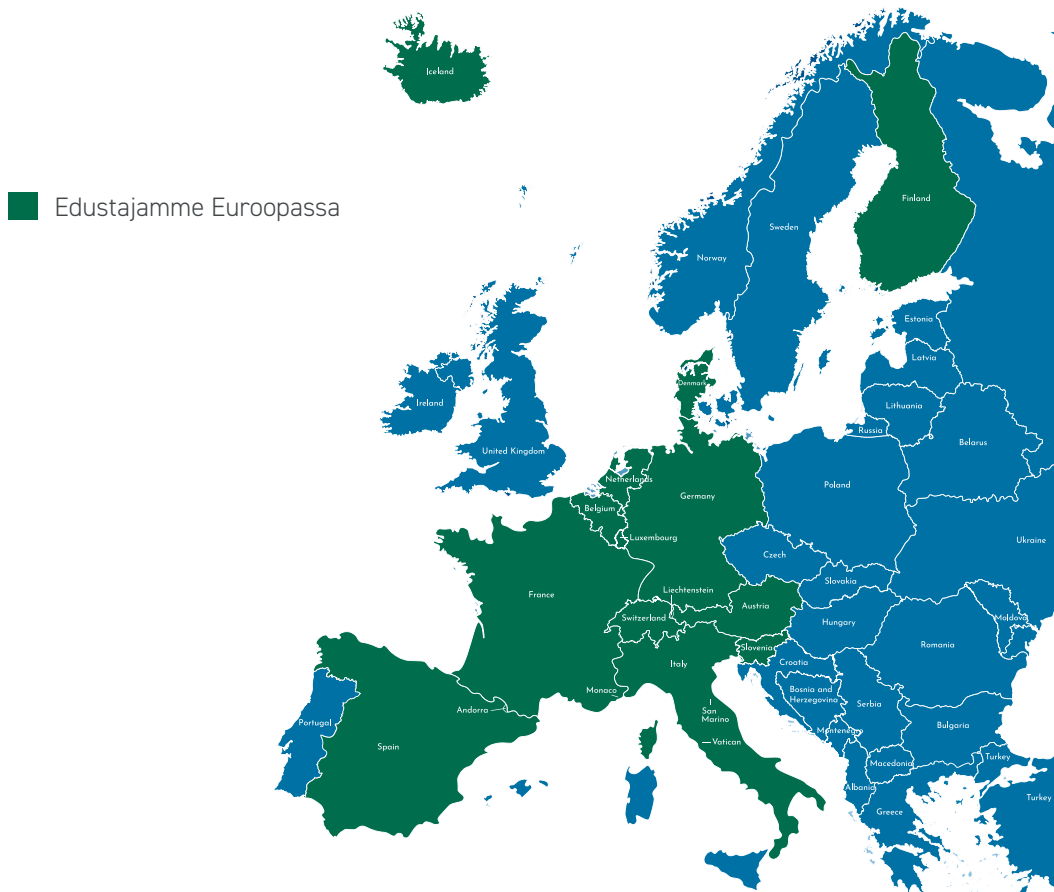 Iceland
Edustajamme Euroopassa
Finland
Sweden
Norway
Estonia
Latvia
Denmark
Ireland
Lithuania
Russia
Belarus
United Kingdom
Netherlands
Poland
Germany
Belgium
Luxembourg
Ukraine
Czech
Slovakia
Liechtenstein
France
Austria
Switzerland
Hungary
Moldova
Slovenia
Romania
Italy
Croatia
Monaco
Bosnia and
Herzegovina
Serbia
Andorra
San
Marino
Portugal
Bulgaria
Montenegro
Vatican
Spain
Turkey
Macedonia
Albania
Turkey
Greece